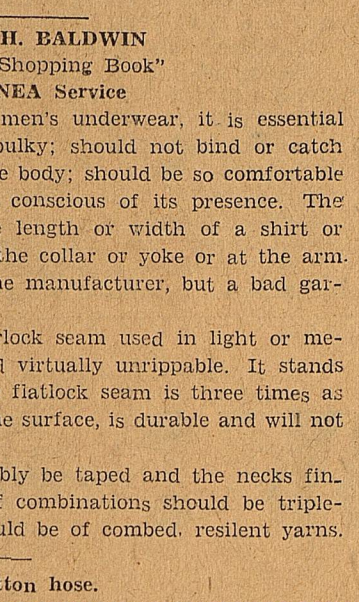 H. BALDWIN
Shopping Book"
NEA Service
men's underwear, it is essential
bulky; should not bind or catch
e body; should be so comfortable
conscious of its presence. The
length or width of a shirt or
the collar or yoke or at the arm-
e manufacturer, but a bad gar-
lock seam used in light or me-
virtually unrippable. It stands
flatlock seam is three times as
e surface, is durable and will not
bly be taped and the necks fin-
combinations should be triple-
uld be of combed, resilent yarns.
tton hose.